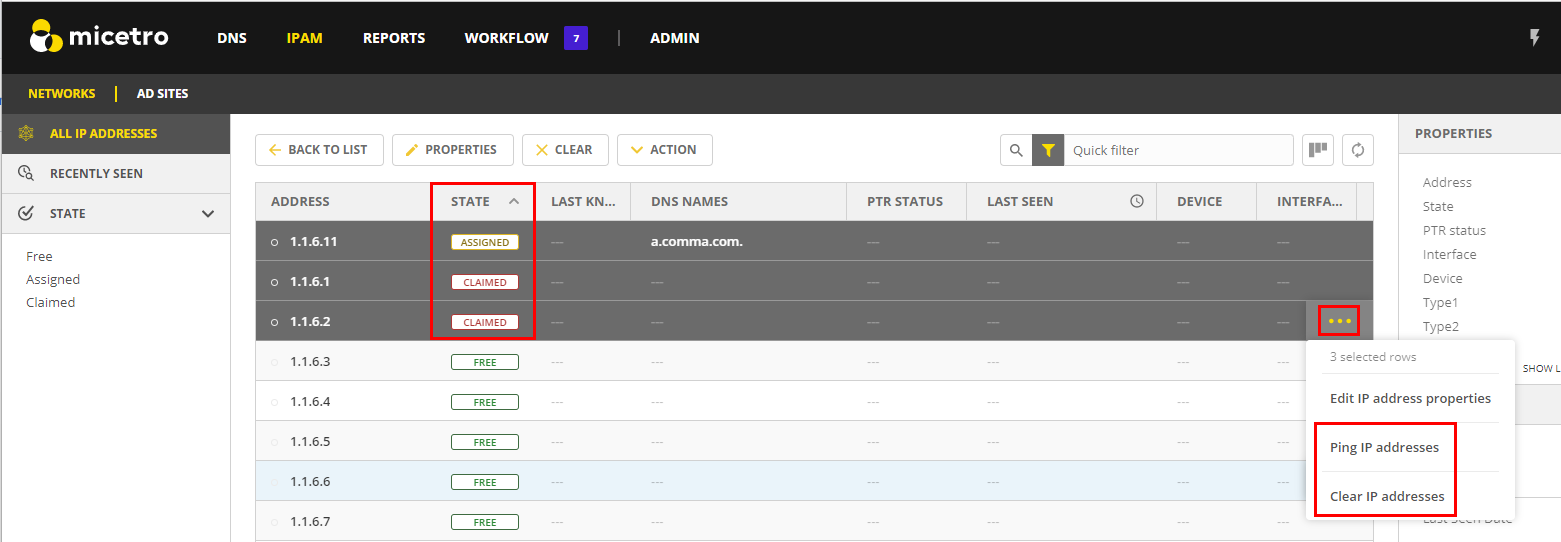 micetro DNS IPAM REPORTS WORKFLOW 7 | ADMIN
NETWORKS | AD SITES
ALL IP ADDRESSES
RECENTLY SEEN
STATE
Free
Assigned
Claimed
BACK TO LIST PROPERTIES CLEAR ACTION Quick filter
ADDRESS STATE LAST KN... DNS NAMES PTR STATUS LAST SEEN DEVICE INTERFA...
1.1.6.11 ASSIGNED --- a.comma.com. --- --- --- ---
1.1.6.1 CLAIMED --- --- --- --- --- ---
1.1.6.2 CLAIMED --- --- --- --- --- ---
1.1.6.3 FREE --- --- --- --- --- ---
1.1.6.4 FREE --- --- --- --- --- ---
1.1.6.5 FREE --- --- --- --- --- ---
1.1.6.6 FREE --- --- --- --- --- ---
1.1.6.7 FREE --- --- --- --- --- ---
3 selected rows
Edit IP address properties
Ping IP addresses
Clear IP addresses
PROPERTIES
Address
State
PTR status
Interface
Device
Type1
Type2
SHOW L
Last Seen Date